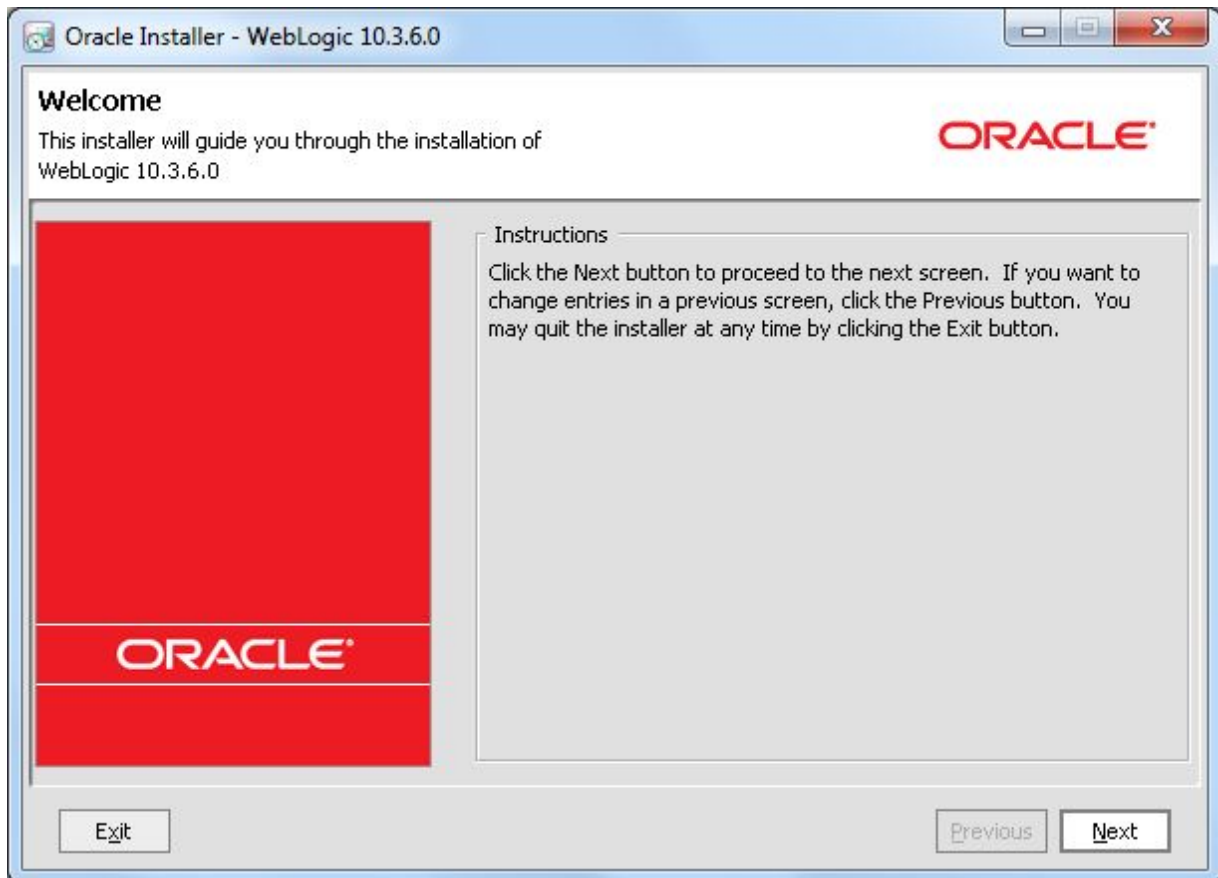 Oracle Installer - WebLogic 10.3.6.0
Welcome
This installer will guide you through the installation of
WebLogic 10.3.6.0
ORACLE
Instructions
Click the Next button to proceed to the next screen.  If you want to
change entries in a previous screen, click the Previous button.  You
may quit the installer at any time by clicking the Exit button.
ORACLE
Exit
Previous
Next